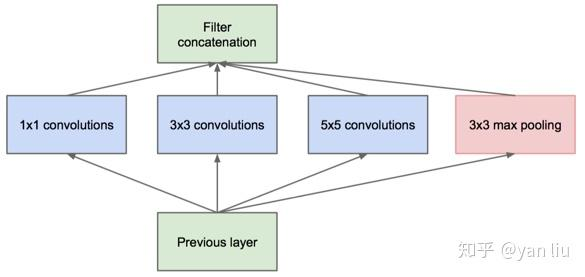 Filter
concatenation
1x1 convolutions
3x3 convolutions
5x5 convolutions
3x3 max pooling
Previous layer
知乎 @yan liu